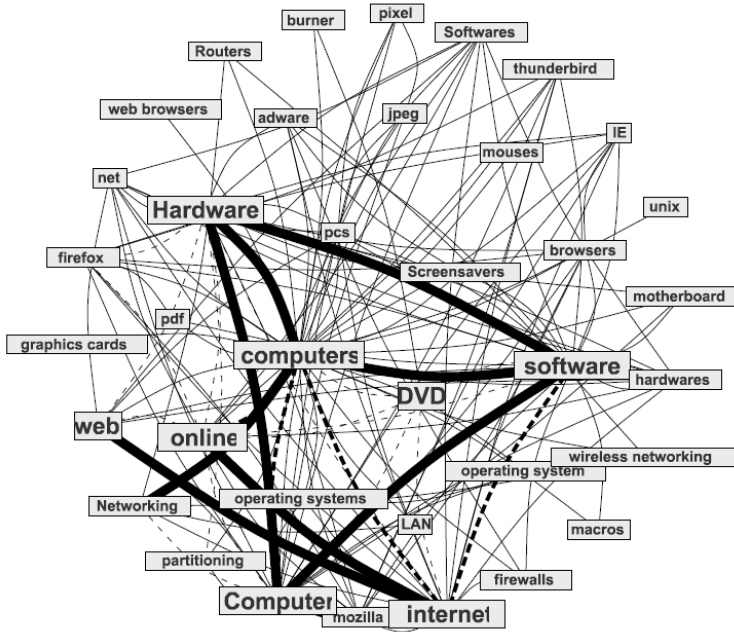 pixel
burner
Softwares
Routers
thunderbird
web browsers
jpeg
adware
IE
mouses
net
unix
Hardware
pcs
browsers
firefox
Screensavers
motherboard
pdf
graphics cards
computers
software
hardwares
DVD
web
online
wireless networking
operating system
operating systems
Networking
LAN
macros
partitioning
firewalls
Computer
mozilla
internet